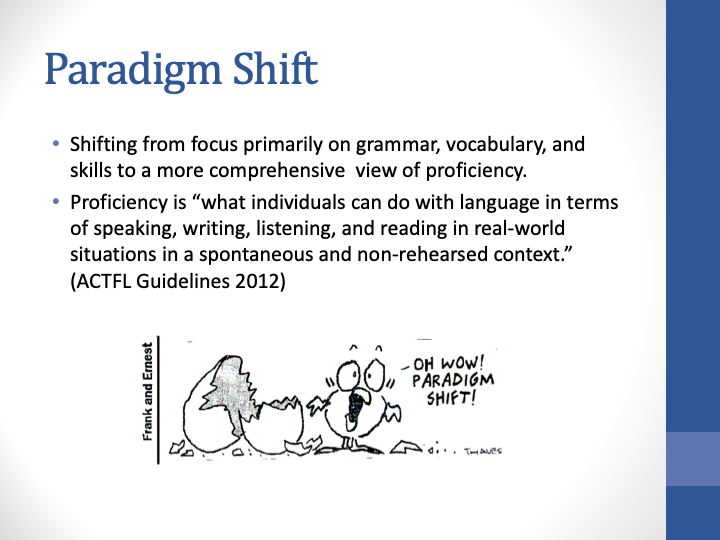 Paradigm Shift
• Shifting from focus primarily on grammar, vocabulary, and
skills to a more comprehensive  view of proficiency.
• Proficiency is “what individuals can do with language in terms
of speaking, writing, listening, and reading in real-world
situations in a spontaneous and non-rehearsed context.”
(ACTFL Guidelines 2012)
Frank and Ernest
OH WOW!
PARADIGM
SHIFT!
THAVES